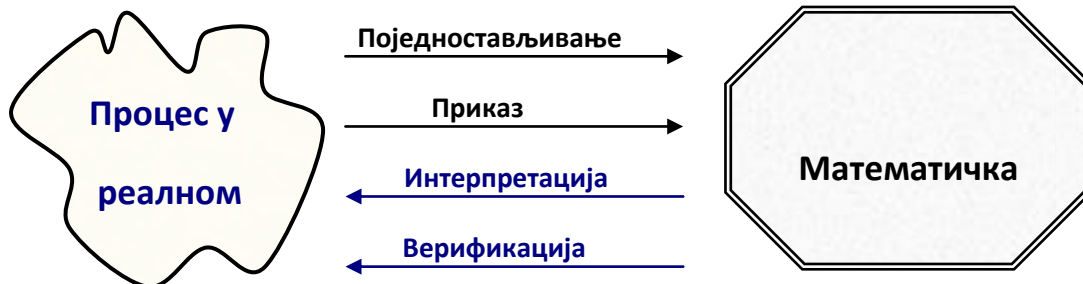 Процес у
реалном
Поједностављивање
Приказ
Интерпретација
Верификација
Математичка